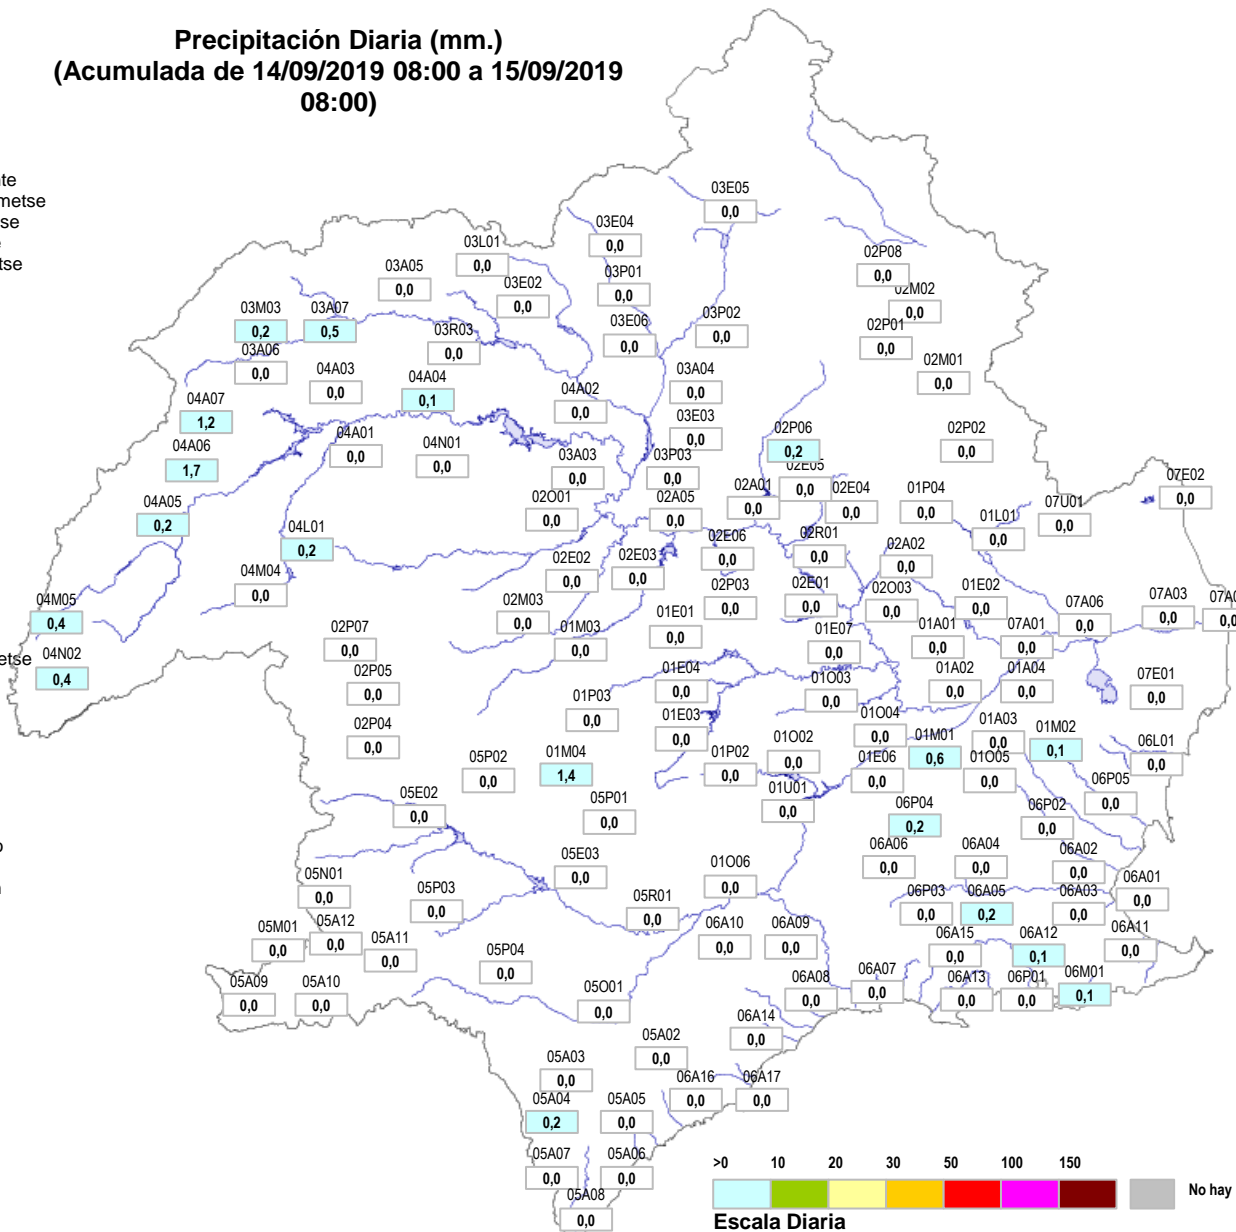 Precipitación Diaria (mm.)
(Acumulada de 14/09/2019 08:00 a 15/09/2019
08:00)
metse
se
tse
etse
03E05
0,0
03E04
0,0
03L01
0,0
02P08
0,0
03A05
0,0
03P01
0,0
03E02
0,0
02M02
0,0
03M03
0,2
03A07
0,5
03E06
0,0
03P02
0,0
02P01
0,0
03R03
0,0
03A06
0,0
04A03
0,0
04A04
0,1
03A04
0,0
02M01
0,0
04A07
1,2
04A02
0,0
03E03
0,0
04A01
0,0
04N01
0,0
02P06
0,2
02P02
0,0
04A06
1,7
03A03
0,0
03P03
0,0
02E05
0,0
07E02
0,0
04A05
0,2
02O01
0,0
02A05
0,0
02A01
0,0
02E04
0,0
01P04
0,0
01L01
0,0
07U01
0,0
04L01
0,2
02E06
0,0
02R01
0,0
02E02
0,0
02E03
0,0
02A02
0,0
04M04
0,0
02P03
0,0
02E01
0,0
02O03
0,0
01E02
0,0
04M05
0,4
02M03
0,0
07A06
0,0
07A03
0,0
07A0
0,0
02P07
0,0
01M03
0,0
01E01
0,0
01E07
0,0
01A01
0,0
07A01
0,0
04N02
0,4
02P05
0,0
01E04
0,0
01O03
0,0
01A02
0,0
01A04
0,0
07E01
0,0
01P03
0,0
02P04
0,0
01E03
0,0
01O04
0,0
01A03
0,0
01M02
0,1
01M01
0,6
06L01
0,0
05P02
0,0
01M04
1,4
01P02
0,0
01O02
0,0
01E06
0,0
01O05
0,0
05E02
0,0
05P01
0,0
01U01
0,0
06P04
0,2
06P02
0,0
06P05
0,0
05E03
0,0
01O06
0,0
06A06
0,0
06A04
0,0
06A02
0,0
05N01
0,0
05P03
0,0
05R01
0,0
06P03
0,0
06A05
0,2
06A03
0,0
06A01
0,0
05M01
0,0
05A12
0,0
05A11
0,0
06A10
0,0
06A09
0,0
06A15
0,0
06A12
0,1
06A11
0,0
05P04
0,0
05A09
0,0
05A10
0,0
05O01
0,0
06A08
0,0
06A07
0,0
06A13
0,0
06P01
0,0
06M01
0,1
06A14
0,0
05A02
0,0
05A03
0,0
06A16
0,0
06A17
0,0
05A04
0,2
05A05
0,0
05A07
0,0
05A06
0,0
05A08
0,0
>0 10 20 30 50 100 150
No hay
Escala Diaria